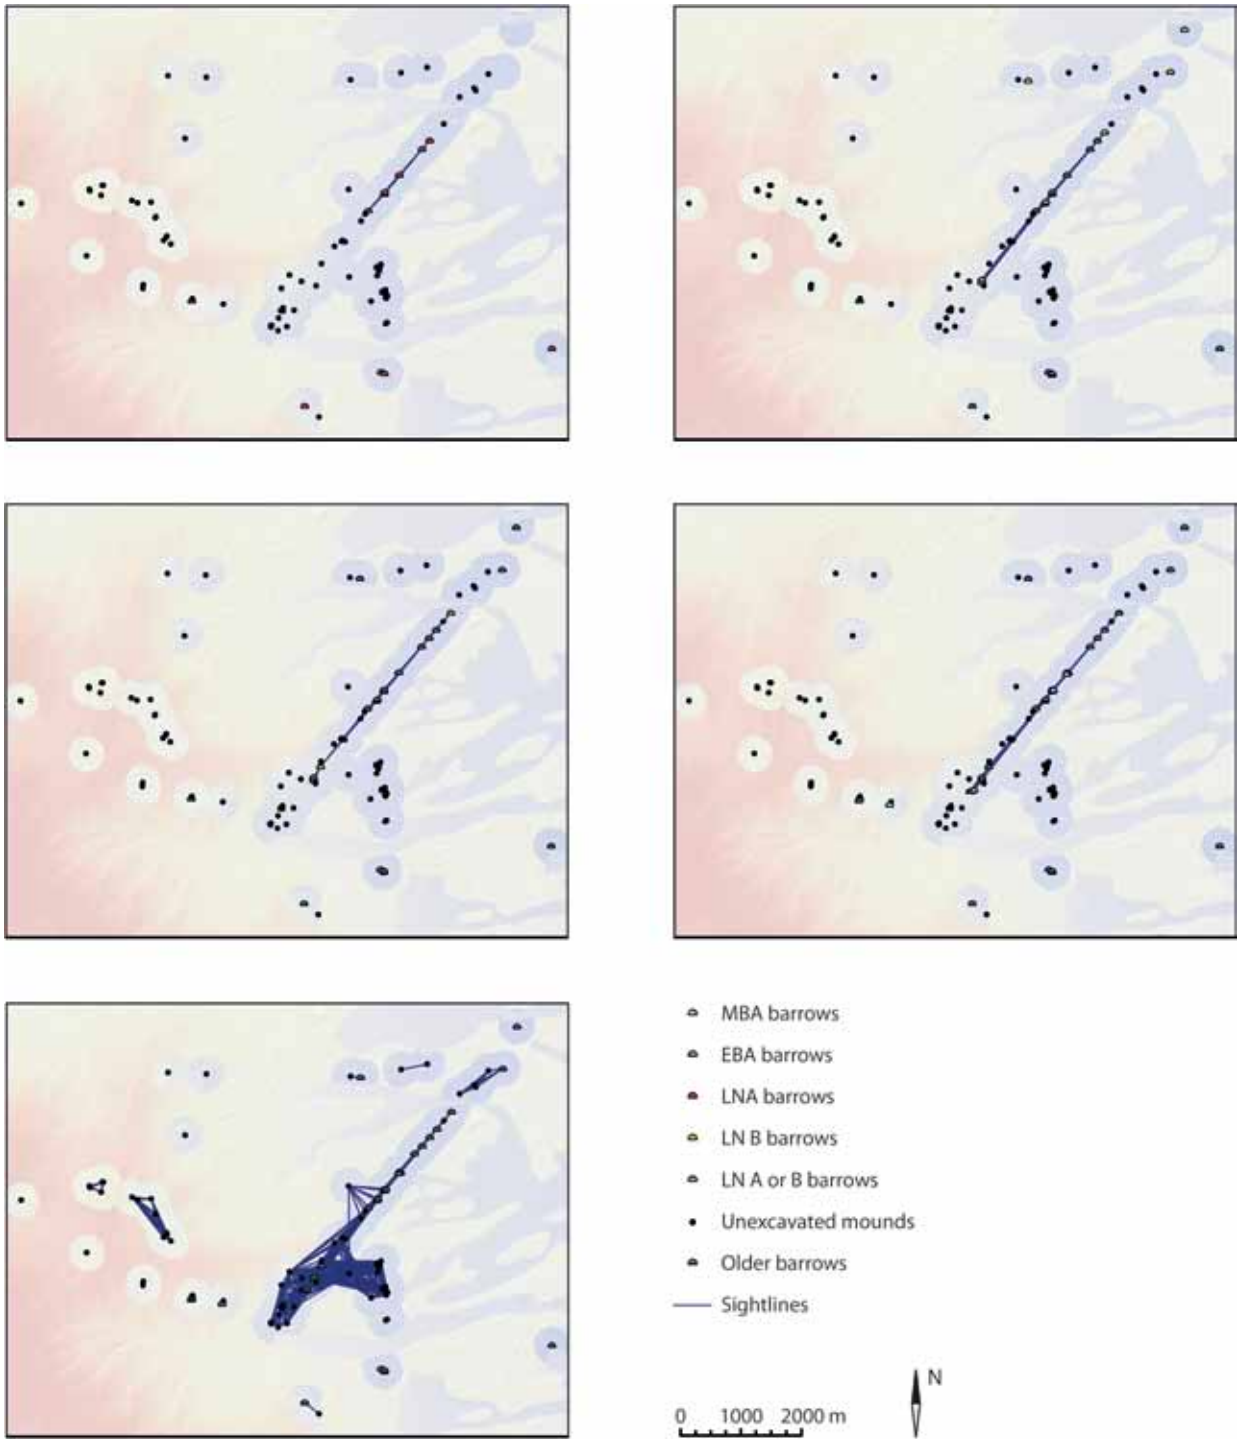 MBA barrows
EBA barrows
LNA barrows
LN B barrows
LN A or B barrows
Unexcavated mounds
Older barrows
Sightlines
N
0 1000 2000 m